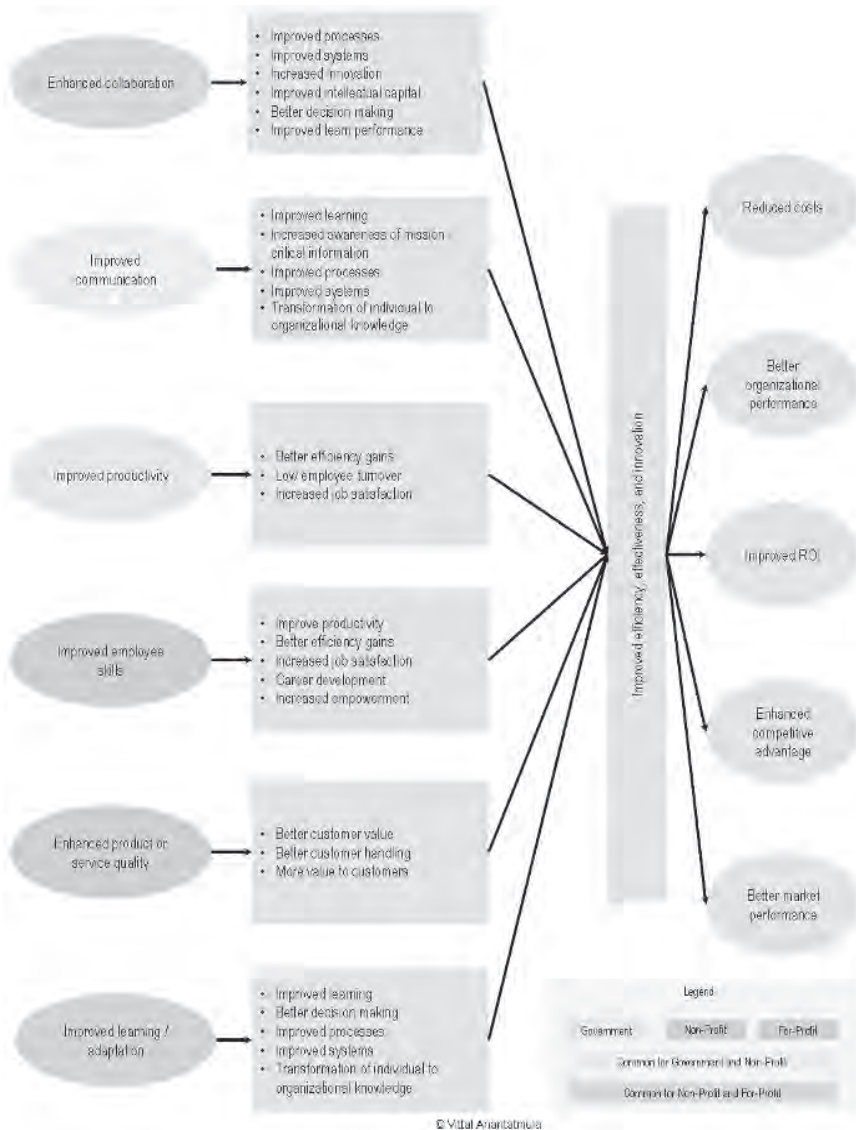 Enhanced collaboration
• Improved processes
• Improved systems
• Increased innovation
• Improved intellectual capital
• Better decision making
• Improved team performance
Improved
communication
• Improved learning
• Increased awareness of mission
critical information
• Improved processes
• Improved systems
• Transformation of individual to
organizational knowledge
Improved productivity
• Better efficiency gains
• Low employee turnover
• Increased job satisfaction
Improved employee
skills
• Improve productivity
• Better efficiency gains
• Increased job satisfaction
• Career development
• Increased empowerment
Enhanced product or
service quality
• Better customer value
• Better customer handling
• More value to customers
Improved learning /
adaptation
• Improved learning
• Better decision making
• Improved processes
• Improved systems
• Transformation of individual to
organizational knowledge
Improved efficiency, effectiveness, and innovation
Reduced costs
Better
organizational
performance
Improved ROI
Enhanced
competitive
advantage
Better market
performance
Legend
Government
Non-Profit
For-Profit
Common for Government and Non-Profit
Common for Non-Profit and For-Profit
© Vittal Anantatmula